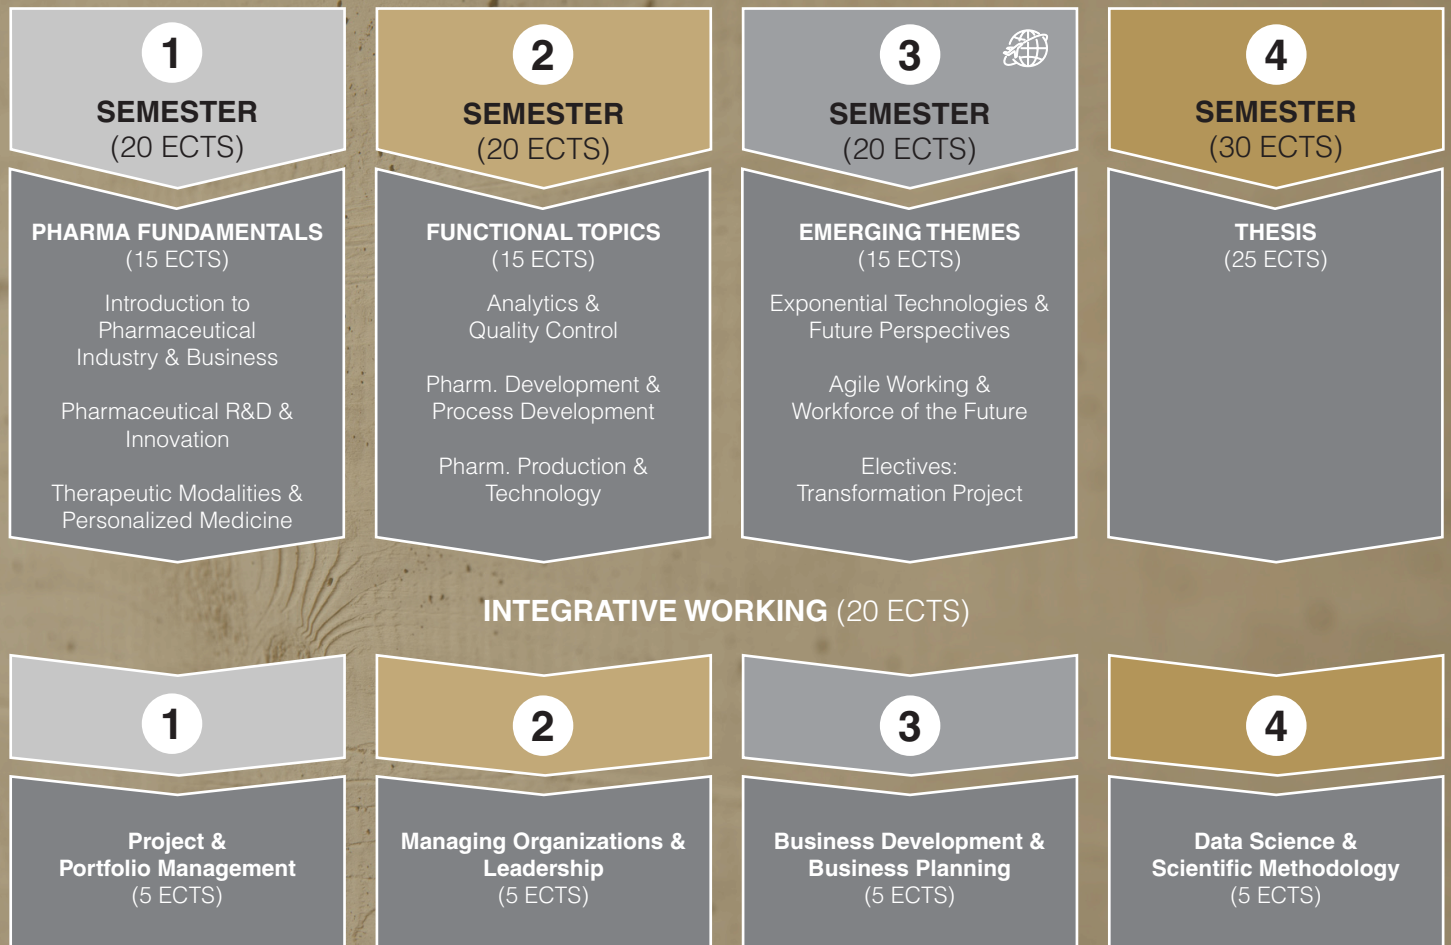 1
SEMESTER
(20 ECTS)
PHARMA FUNDAMENTALS
(15 ECTS)
Introduction to
Pharmaceutical
Industry & Business
Pharmaceutical R&D &
Innovation
Therapeutic Modalities &
Personalized Medicine
2
SEMESTER
(20 ECTS)
FUNCTIONAL TOPICS
(15 ECTS)
Analytics &
Quality Control
Pharm. Development &
Process Development
Pharm. Production &
Technology
3
SEMESTER
(20 ECTS)
EMERGING THEMES
(15 ECTS)
Exponential Technologies &
Future Perspectives
Agile Working &
Workforce of the Future
Electives:
Transformation Project
4
SEMESTER
(30 ECTS)
THESIS
(25 ECTS)
INTEGRATIVE WORKING (20 ECTS)
1
Project &
Portfolio Management
(5 ECTS)
2
Managing Organizations &
Leadership
(5 ECTS)
3
Business Development &
Business Planning
(5 ECTS)
4
Data Science &
Scientific Methodology
(5 ECTS)